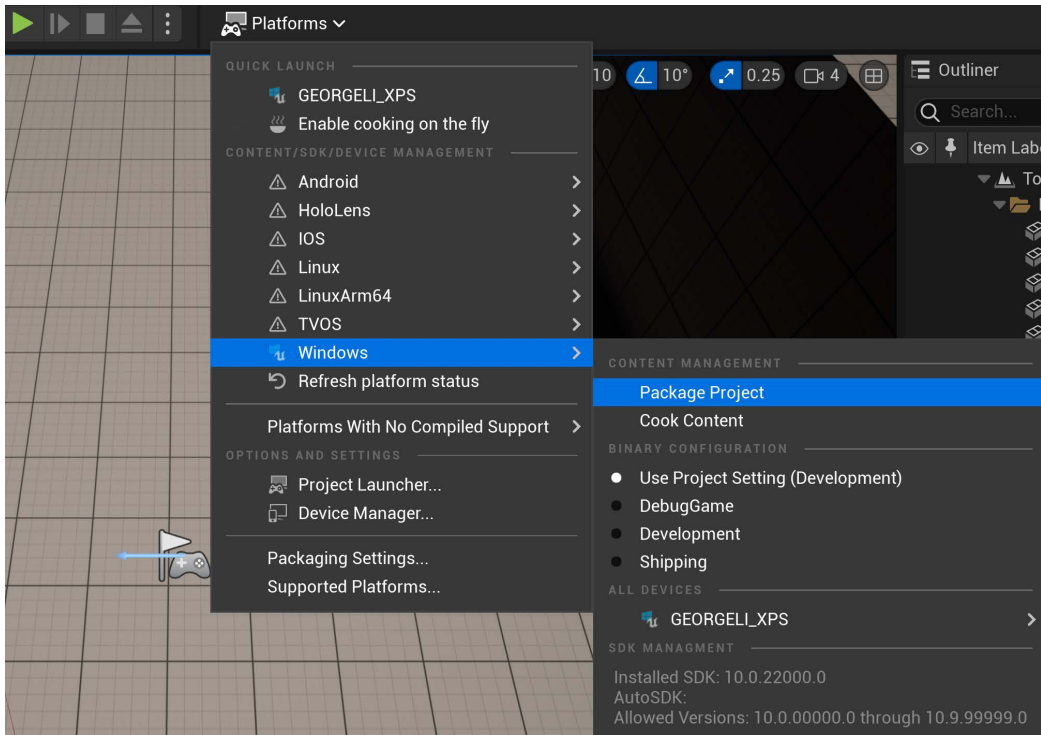 Platforms
QUICK LAUNCH
GEORGELI_XPS
Enable cooking on the fly
CONTENT/SDK/DEVICE MANAGEMENT
Android
HoloLens
IOS
Linux
LinuxArm64
TVOS
Windows
Refresh platform status
Platforms With No Compiled Support
OPTIONS AND SETTINGS
Project Launcher...
Device Manager...
Packaging Settings...
Supported Platforms...
10 10° 0.25 4
Outliner
Search...
Item Lab
To
CONTENT MANAGEMENT
Package Project
Cook Content
BINARY CONFIGURATION
Use Project Setting (Development)
DebugGame
Development
Shipping
ALL DEVICES
GEORGELI_XPS
SDK MANAGMENT
Installed SDK: 10.0.22000.0
AutoSDK:
Allowed Versions: 10.0.00000.0 through 10.9.99999.0